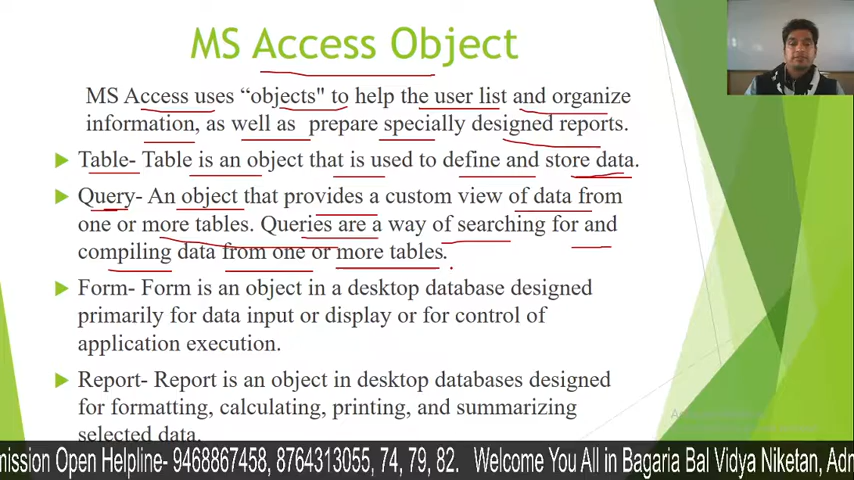 MS Access Object
MS Access uses “objects" to help the user list and organize
information, as well as prepare specially designed reports.
Table- Table is an object that is used to define and store data.
Query- An object that provides a custom view of data from
one or more tables. Queries are a way of searching for and
compiling data from one or more tables.
Form- Form is an object in a desktop database designed
primarily for data input or display or for control of
application execution.
Report- Report is an object in desktop databases designed
for formatting, calculating, printing, and summarizing
selected data.
mission Open Helpline- 9468867458, 8764313055, 74, 79, 82. Welcome You All in Bagaria Bal Vidya Niketan, Adm